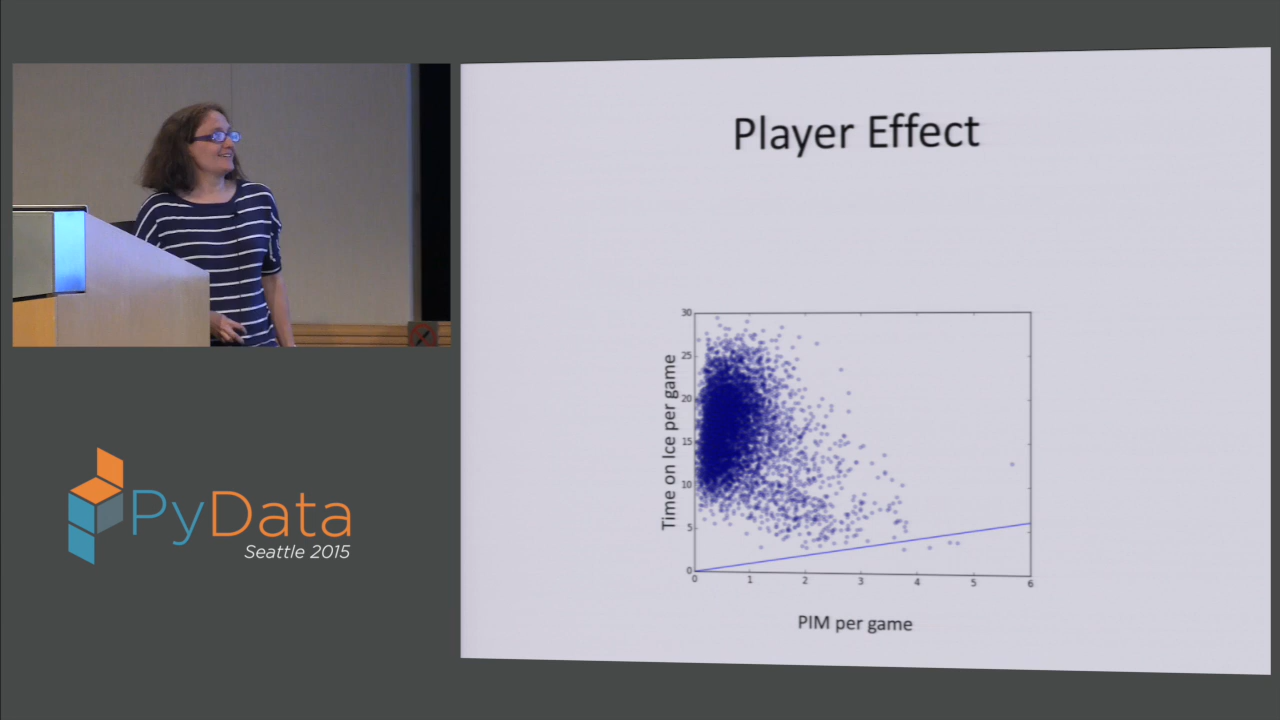 Player Effect
30
25
20
15
10
5
0
Time on Ice per game
0 1 2 3 4 5 6
PIM per game
PyData
Seattle 2015